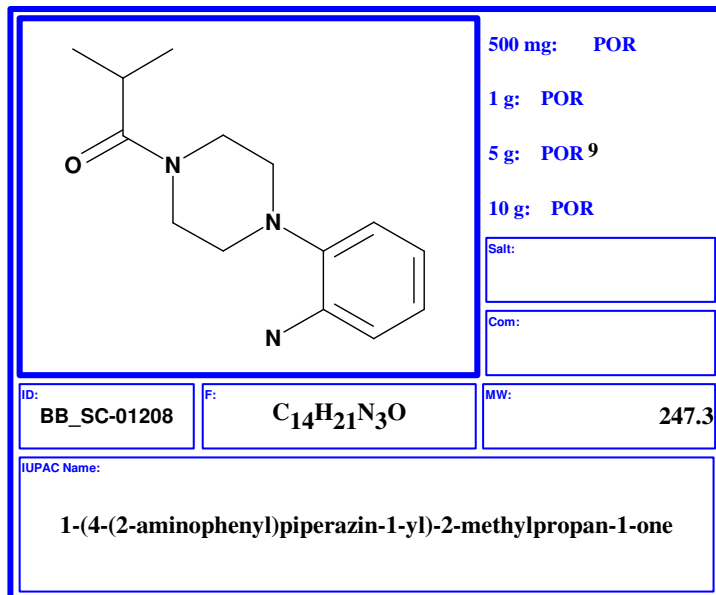 500 mg: POR
1 g: POR
5 g: POR 9
10 g: POR
O
N
N
N
Salt:
Com:
ID:
BB_SC-01208
F:
C14H21N3O
MW:
247.3
IUPAC Name:
1-(4-(2-aminophenyl)piperazin-1-yl)-2-methylpropan-1-one